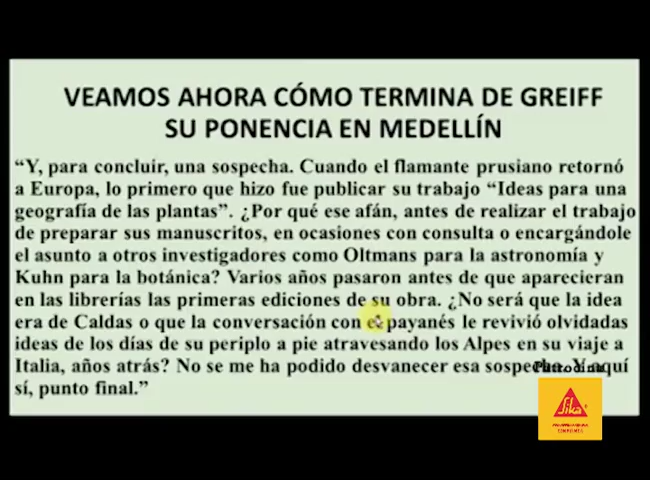 VEAMOS AHORA CÓMO TERMINA DE GREIFF
SU PONENCIA EN MEDELLÍN
“Y, para concluir, una sospecha. Cuando el flamante prusiano retornó
a Europa, lo primero que hizo fue publicar su trabajo “Ideas para una
geografía de las plantas”. ¿Por qué ese afán, antes de realizar el trabajo
de preparar sus manuscritos, en ocasiones con consulta o encargándole
el asunto a otros investigadores como Oltmans para la astronomía y
Kuhn para la botánica? Varios años pasaron antes de que aparecieran
en las librerías las primeras ediciones de su obra. ¿No será que la idea
era de Caldas o que la conversación con el payanés le revivió olvidadas
ideas de los días de su periplo a pie atravesando los Alpes en su viaje a
Italia, años atrás? No se me ha podido desvanecer esa sospecha. Y aquí
sí, punto final.”
Sika